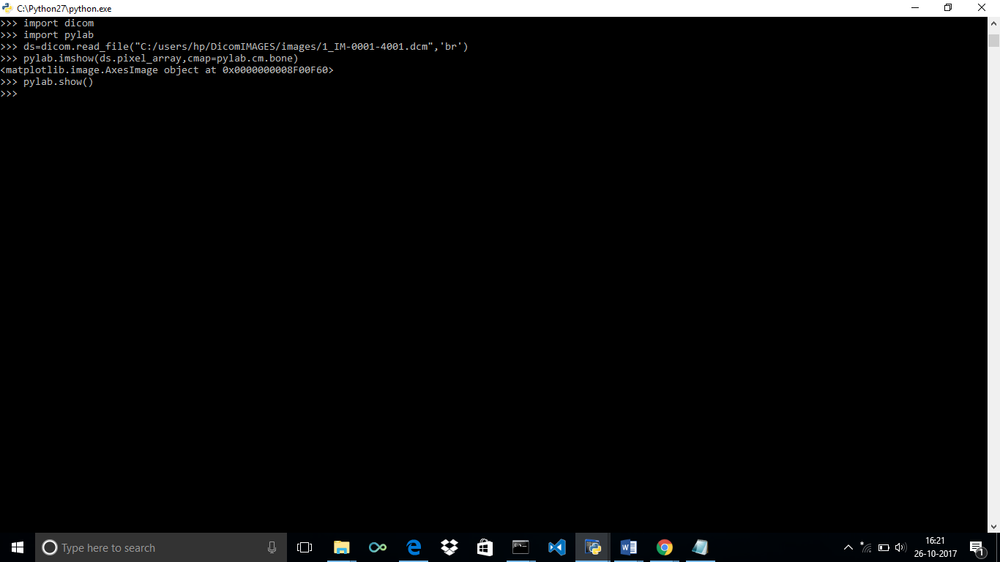 C:\Python27\python.exe
>>> import dicom
>>> import pylab
>>> ds=dicom.read_file("C:/users/hp/DicomIMAGES/images/1_IM-0001-4001.dcm",'br')
>>> pylab.imshow(ds.pixel_array,cmap=pylab.cm.bone)
<matplotlib.image.AxesImage object at 0x0000000008F00F60>
>>> pylab.show()
>>>
Type here to search
16:21
26-10-2017
1